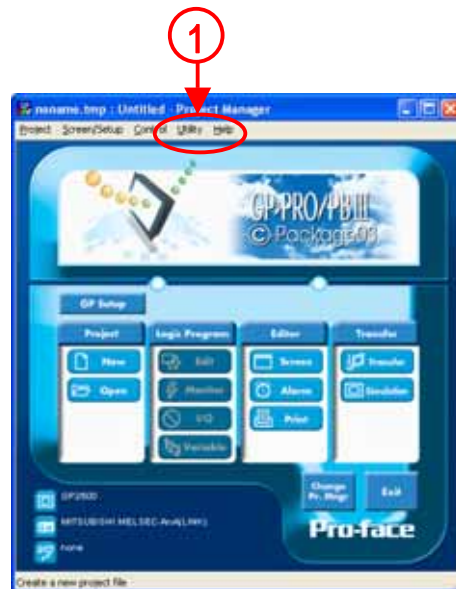 1
noname.tmp : Untitled - Project Manager
Project Screen/Setup Control Utility Help
GP-PRO/PBIII
© Package03
GP Setup
Project Logic Program Editor Transfer
New Edit Screen Transfer
Open Monitor Alarm Simulation
I/O Print
Variable
Change Pr. Mngr Exit
GP2500
MITSUBISHI MELSEC-AnA(LINK)
none
Pro-face
Create a new project file